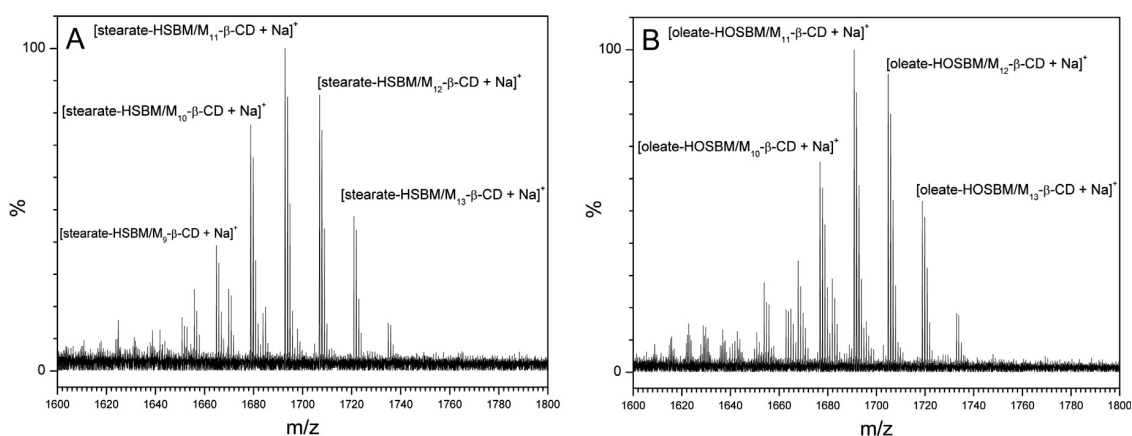 A
[stearate-HSBM/M₁₁-β-CD + Na]⁺
100
[stearate-HSBM/M₁₂-β-CD + Na]⁺
[stearate-HSBM/M₁₀-β-CD + Na]⁺
[stearate-HSBM/M₁₃-β-CD + Na]⁺
%
[stearate-HSBM/M₉-β-CD + Na]⁺
0
1600 1620 1640 1660 1680 1700 1720 1740 1760 1780 1800
m/z
B
[oleate-HOSBM/M₁₁-β-CD + Na]⁺
100
[oleate-HOSBM/M₁₂-β-CD + Na]⁺
[oleate-HOSBM/M₁₀-β-CD + Na]⁺
[oleate-HOSBM/M₁₃-β-CD + Na]⁺
%
0
1600 1620 1640 1660 1680 1700 1720 1740 1760 1780 1800
m/z